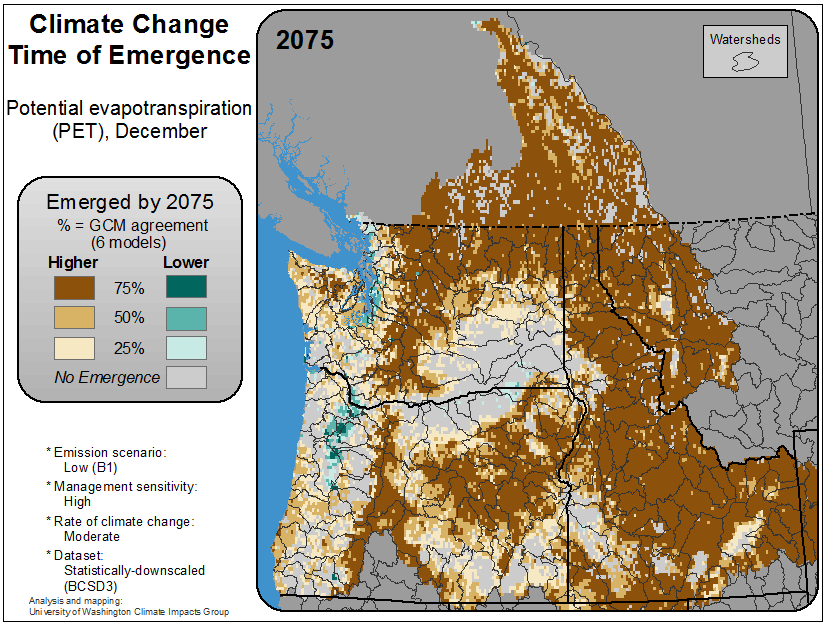 Climate Change
Time of Emergence
Potential evapotranspiration
(PET), December
Emerged by 2075
% = GCM agreement
(6 models)
Higher Lower
75%
50%
25%
No Emergence
* Emission scenario:
Low (B1)
* Management sensitivity:
High
* Rate of climate change:
Moderate
* Dataset:
Statistically-downscaled
(BCSD3)
Analysis and mapping:
University of Washington Climate Impacts Group
2075
Watersheds